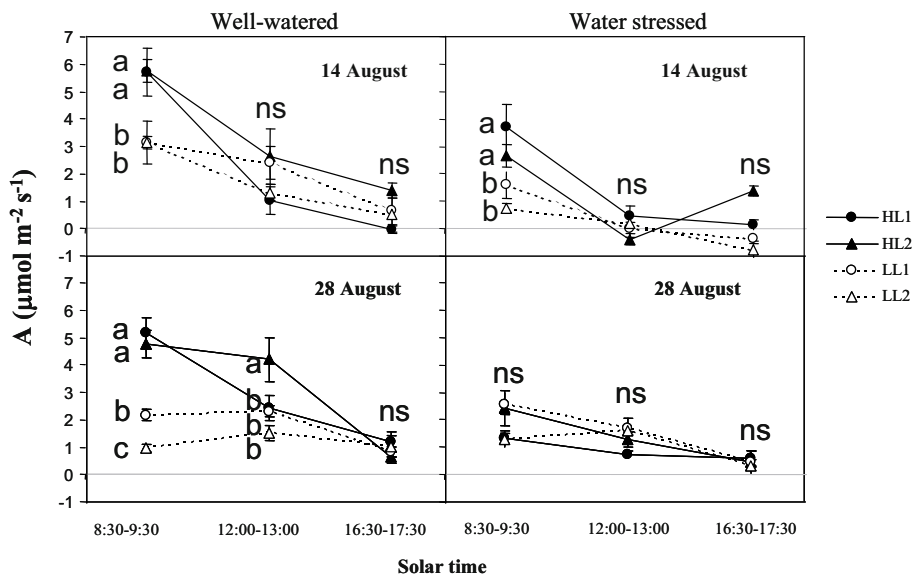 Well-watered
Water stressed
7
6
5
4
3
2
1
0
-1
a
a
b
b
ns
ns
14 August
a
a
b
b
ns
ns
14 August
7
6
5
4
3
2
1
0
-1
a
a
b
c
a
b
b
b
ns
28 August
ns
ns
ns
28 August
A (μmol m⁻² s⁻¹)
HL1
HL2
LL1
LL2
8:30-9:30
12:00-13:00
16:30-17:30
8:30-9:30
12:00-13:00
16:30-17:30
Solar time